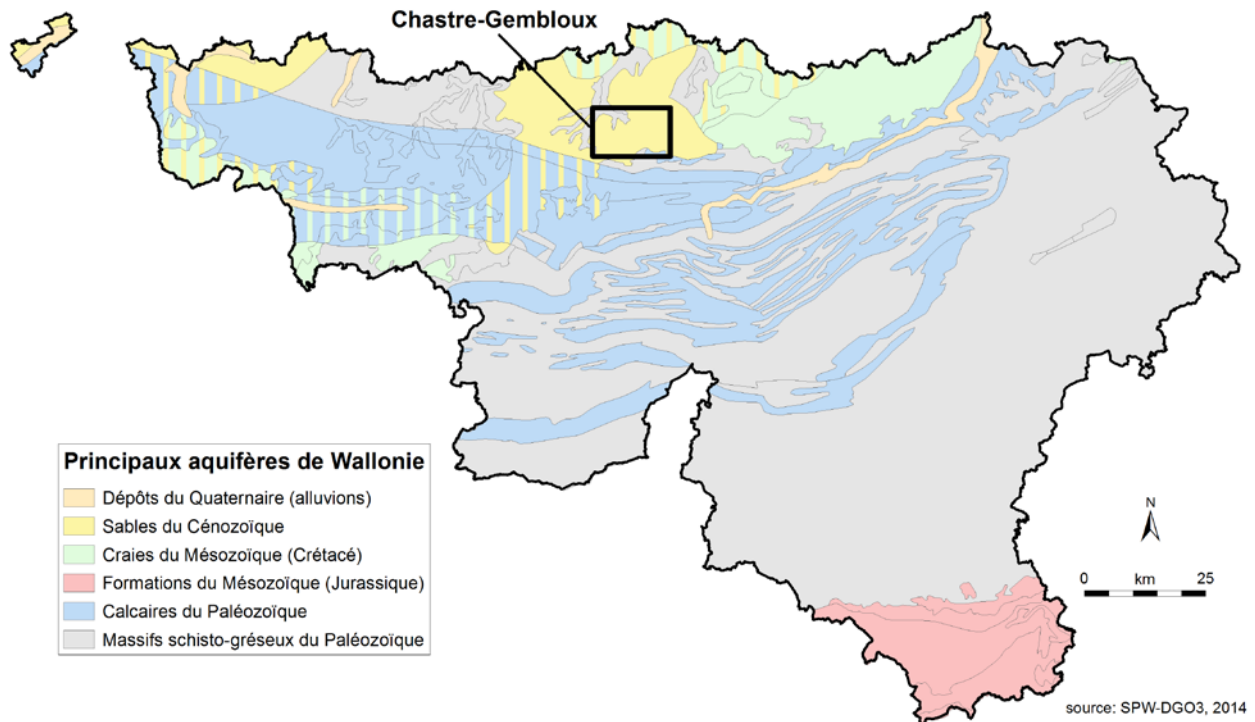 Chastre-Gembloux
Principaux aquifères de Wallonie
Dépôts du Quaternaire (alluvions)
Sables du Cénozoïque
Craies du Mésozoïque (Crétacé)
Formations du Mésozoïque (Jurassique)
Calcaires du Paléozoïque
Massifs schisto-gréseux du Paléozoïque
N
0 km 25
source: SPW-DGO3, 2014